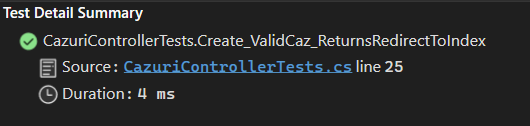 Test Detail Summary
CazuriControllerTests.Create_ValidCaz_ReturnsRedirectToIndex
Source: CazuriControllerTests.cs line 25
Duration: 4 ms